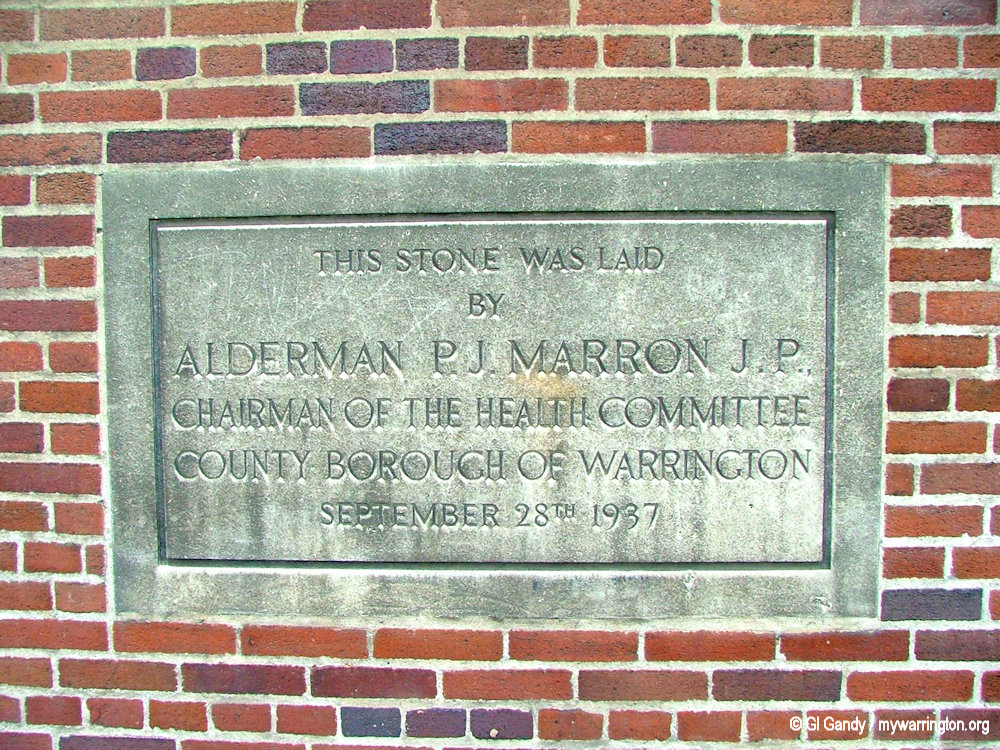 THIS STONE WAS LAID
BY
ALDERMAN P. J. MARRON J. P.,
CHAIRMAN OF THE HEALTH COMMITTEE
COUNTY BOROUGH OF WARRINGTON
SEPTEMBER 28TH 1937
© GI Gandy / mywarrington.org